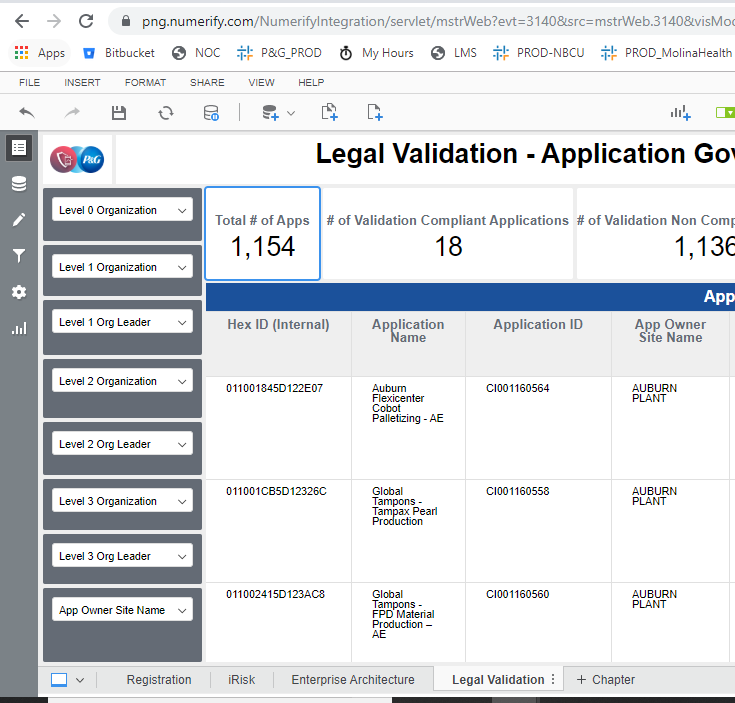 png.numerify.com/NumerifyIntegration/servlet/mstrWeb?evt=3140&src=mstrWeb.3140&visMod
Apps Bitbucket NOC P&G_PROD My Hours LMS PROD-NBCU PROD_MolinaHealth
FILE INSERT FORMAT SHARE VIEW HELP
P&G
Legal Validation - Application Gov
Level 0 Organization
Level 1 Organization
Level 1 Org Leader
Level 2 Organization
Level 2 Org Leader
Level 3 Organization
Level 3 Org Leader
App Owner Site Name
Total # of Apps
1,154
# of Validation Compliant Applications
18
# of Validation Non Comp
1,136
App
Hex ID (Internal)
Application
Name
Application ID
App Owner
Site Name
011001845D122E07
Auburn
Flexicenter
Cobot
Palletizing - AE
CI001160564
AUBURN
PLANT
011001CB5D12326C
Global
Tampons -
Tampax Pearl
Production
CI001160558
AUBURN
PLANT
011002415D123AC8
Global
Tampons -
FPD Material
Production –
AE
CI001160560
AUBURN
PLANT
Registration iRisk Enterprise Architecture Legal Validation + Chapter